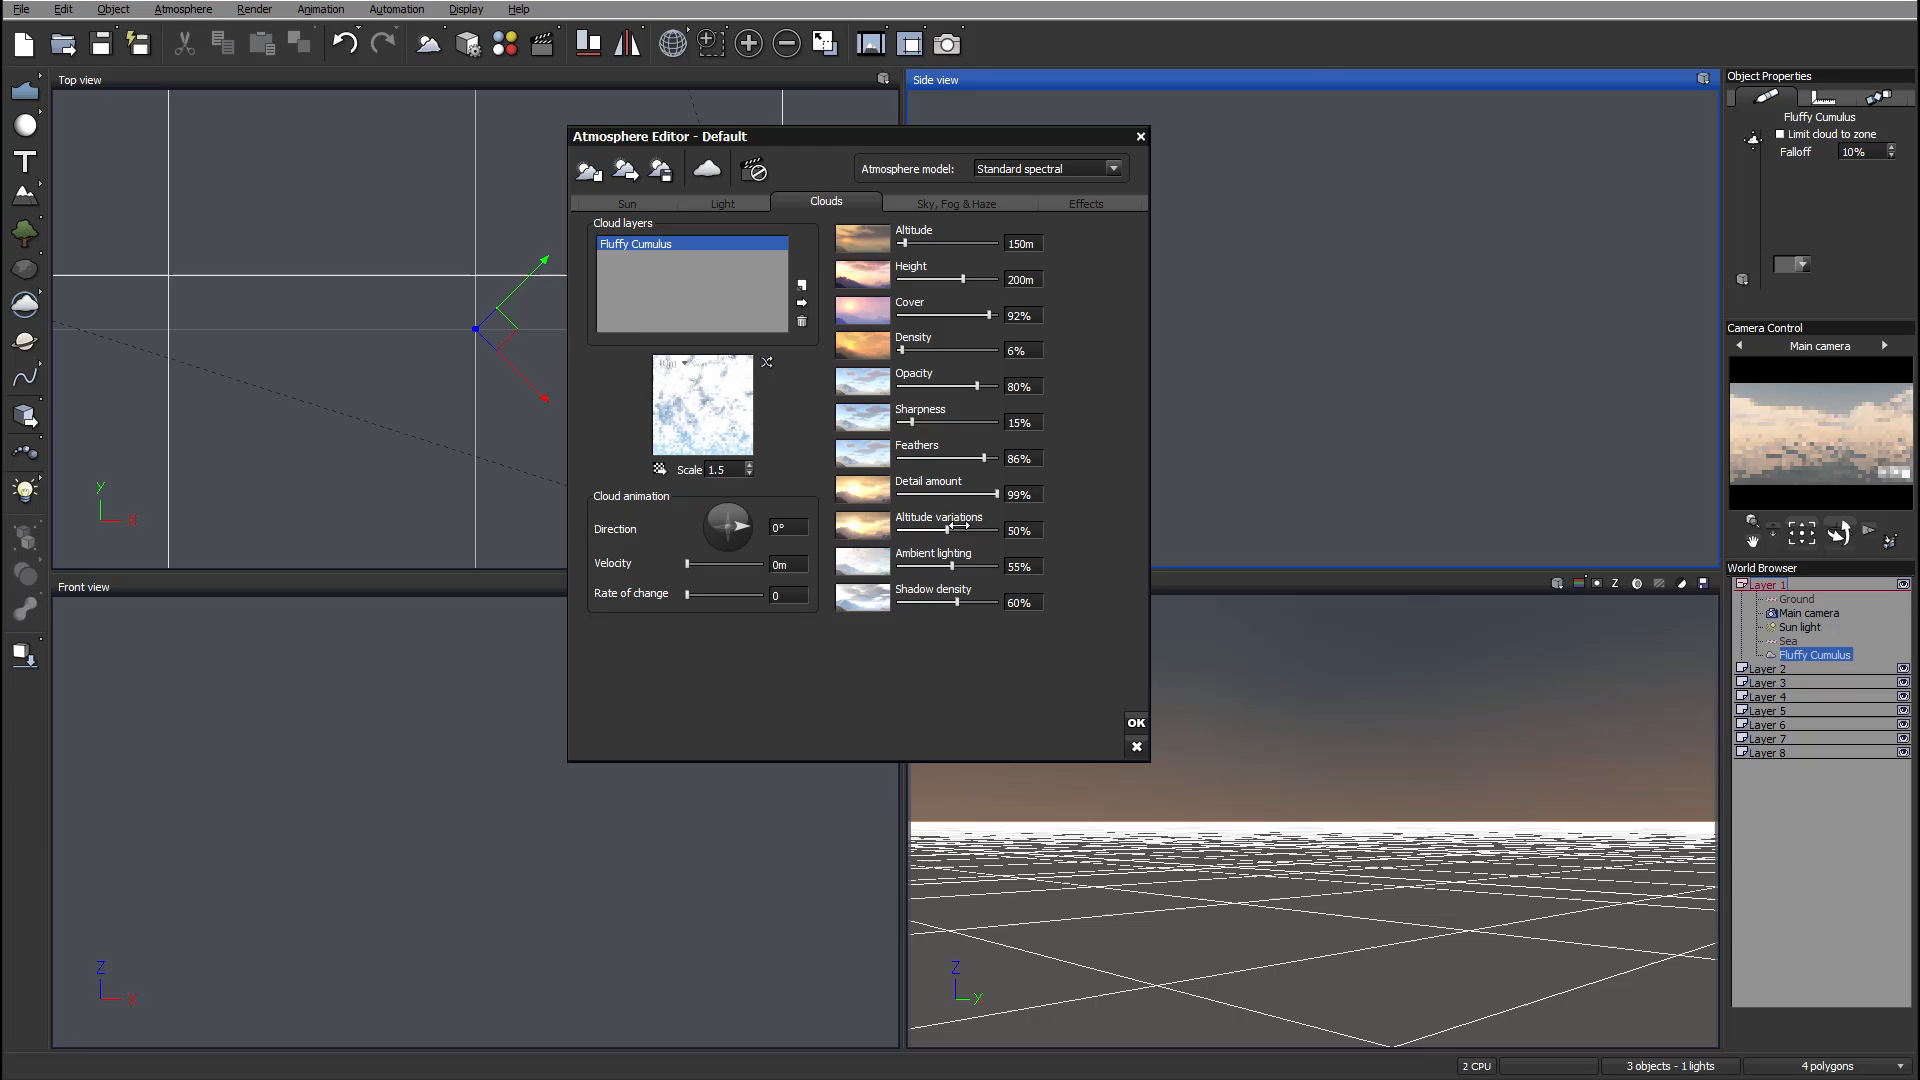 File Edit Object Atmosphere Render Animation Automation Display Help
Top view
Side view
Object Properties
Fluffy Cumulus
Limit cloud to zone
Falloff 10%
Atmosphere Editor - Default
Atmosphere model: Standard spectral
Sun Light Clouds Sky, Fog & Haze Effects
Cloud layers
Fluffy Cumulus
Altitude
150m
Height
200m
Cover
92%
Density
6%
Opacity
80%
Sharpness
15%
Feathers
86%
Detail amount
99%
Altitude variations
50%
Ambient lighting
55%
Shadow density
60%
Scale 1.5
Cloud animation
Direction 0°
Velocity 0m
Rate of change 0
OK
Camera Control
Main camera
World Browser
Layer 1
Ground
Main camera
Sun light
Sea
Fluffy Cumulus
Layer 2
Layer 3
Layer 4
Layer 5
Layer 6
Layer 7
Layer 8
Y
X
Front view
Z
Z
X
Z
Y
2 CPU 3 objects - 1 lights 4 polygons